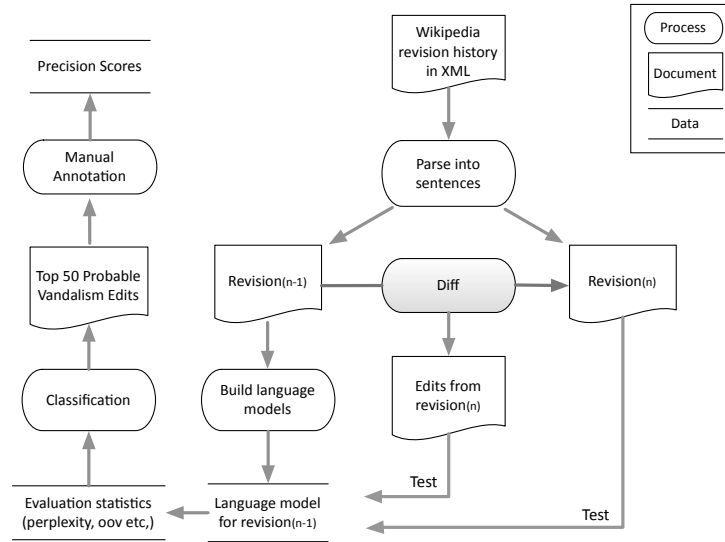 Precision Scores
Manual
Annotation
Top 50 Probable
Vandalism Edits
Classification
Evaluation statistics
(perplexity, oov etc,)
Wikipedia
revision history
in XML
Parse into
sentences
Revision(n-1)
Diff
Revision(n)
Build language
models
Edits from
revision(n)
Test
Language model
for revision(n-1)
Test
Process
Document
Data